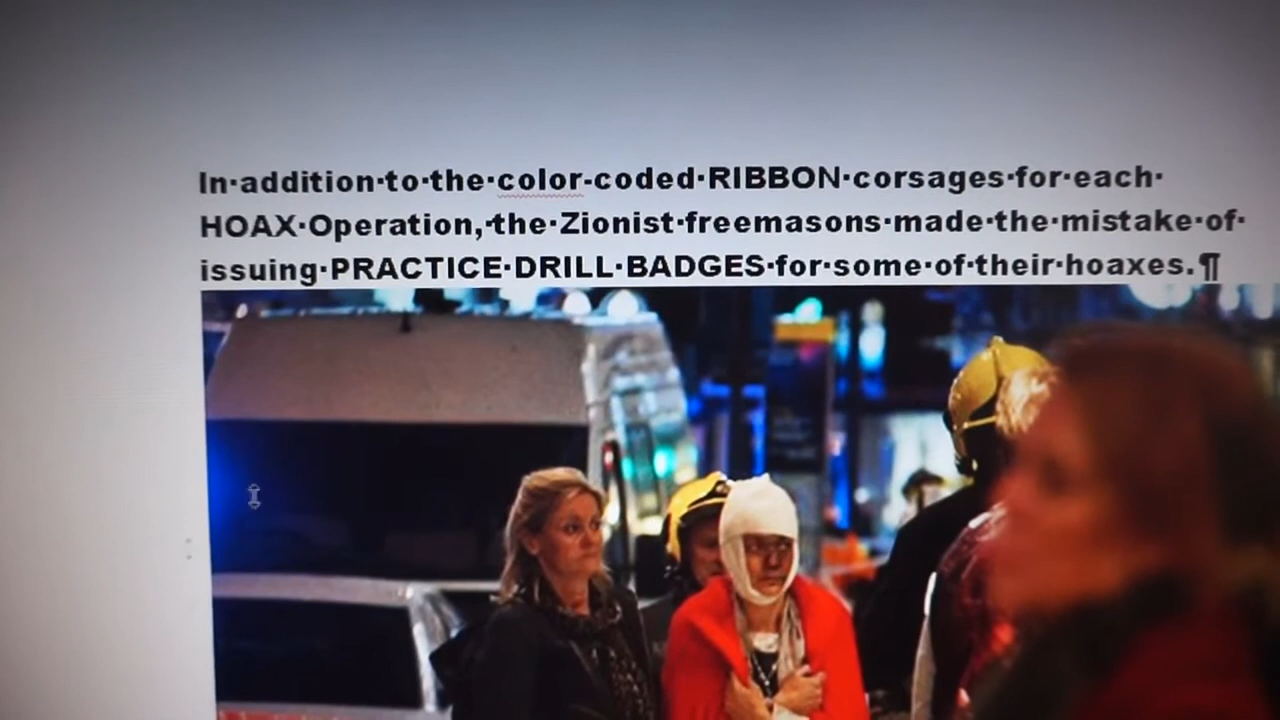 In addition to the color-coded RIBBON corsages for each
HOAX Operation, the Zionist freemasons made the mistake of
issuing PRACTICE DRILL BADGES for some of their hoaxes.¶